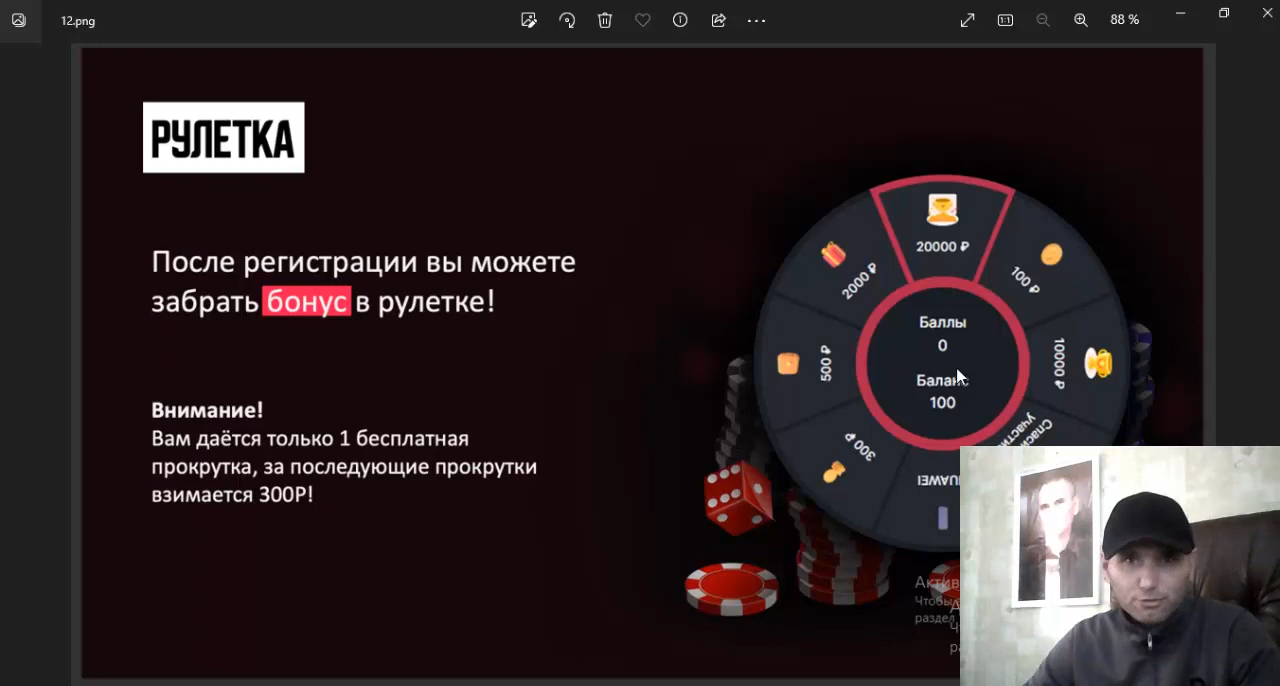 12.png
88 %
РУЛЕТКА
После регистрации вы можете
забрать бонус в рулетке!
Внимание!
Вам даётся только 1 бесплатная
прокрутка, за последующие прокрутки
взимается 300Р!
20000 ₽
100 ₽
10000 ₽
300 ₽
500 ₽
2000 ₽
Баллы
0
Баланс
100